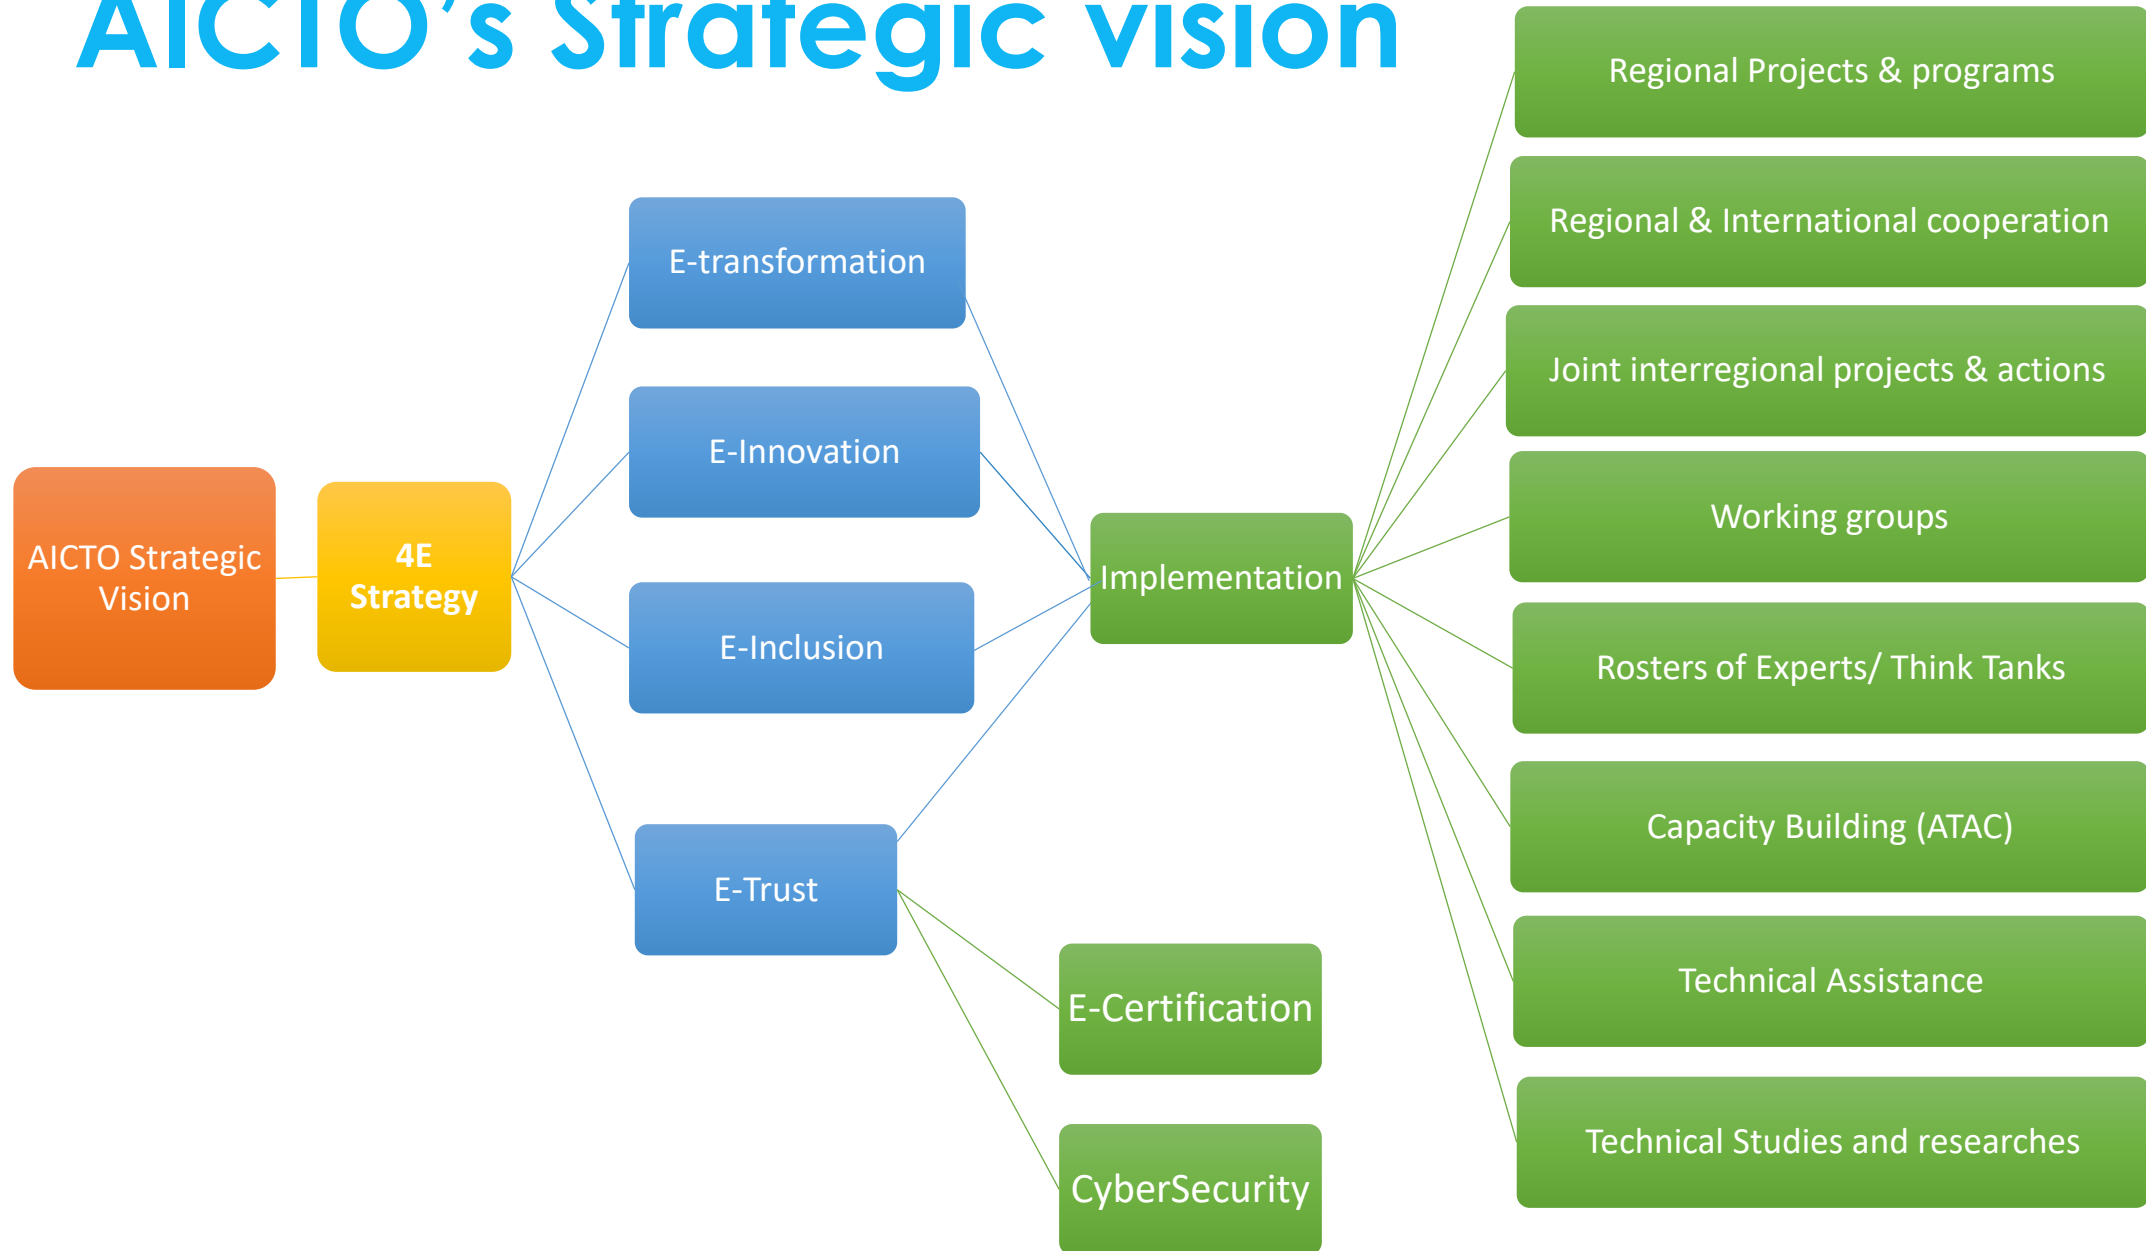 AICTO’s Strategic vision
AICTO Strategic
Vision
4E
Strategy
E-transformation
E-Innovation
E-Inclusion
E-Trust
Implementation
E-Certification
CyberSecurity
Regional Projects & programs
Regional & International cooperation
Joint interregional projects & actions
Working groups
Rosters of Experts/ Think Tanks
Capacity Building (ATAC)
Technical Assistance
Technical Studies and researches